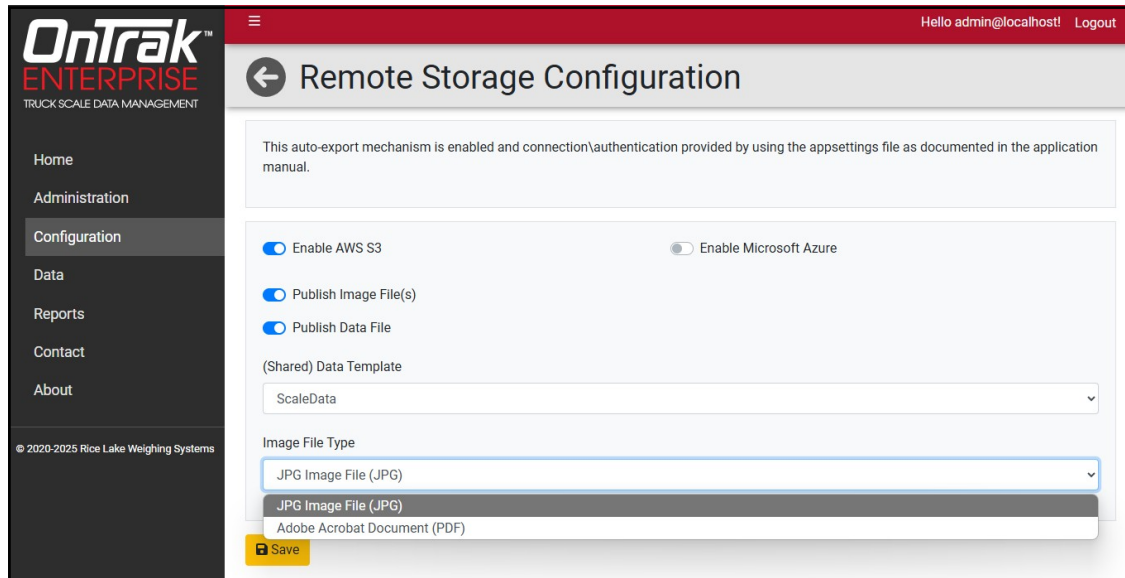 OnTrak™
ENTERPRISE
TRUCK SCALE DATA MANAGEMENT
Home
Administration
Configuration
Data
Reports
Contact
About
© 2020-2025 Rice Lake Weighing Systems
Hello admin@localhost! Logout
Remote Storage Configuration
This auto-export mechanism is enabled and connection\authentication provided by using the appsettings file as documented in the application
manual.
Enable AWS S3
Enable Microsoft Azure
Publish Image File(s)
Publish Data File
(Shared) Data Template
ScaleData
Image File Type
JPG Image File (JPG)
JPG Image File (JPG)
Adobe Acrobat Document (PDF)
Save